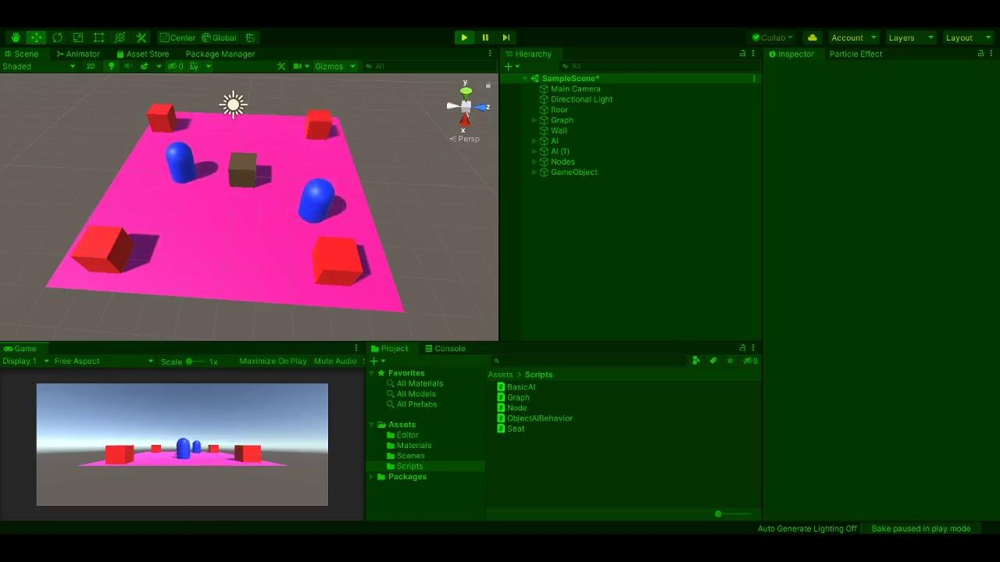 Center Global
Collab Account Layers Layout
Scene Animator Asset Store Package Manager
Shaded 2D 0 Gizmos All
y
z
x
Persp
Hierarchy
All
SampleScene*
Main Camera
Directional Light
floor
Graph
Wall
AI
AI (1)
Nodes
GameObject
Inspector Particle Effect
Game
Display 1 Free Aspect Scale 1x Maximize On Play Mute Audio
Project Console
8
Favorites
All Materials
All Models
All Prefabs
Assets
Editor
Materials
Scenes
Scripts
Packages
Assets > Scripts
BasicAI
Graph
Node
ObjectAIBehavior
Seat
Auto Generate Lighting Off Bake paused in play mode